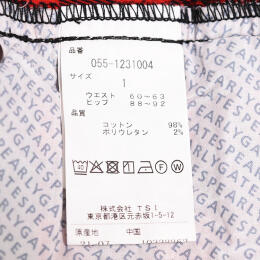 品番
055-1231004
サイズ
1
ウエスト 60~63
ヒップ 88~92
品質
コットン 98%
ポリウレタン 2%
株式会社 TSI
東京都港区元赤坂1-5-12
原産地 中国
PEARLY GATES